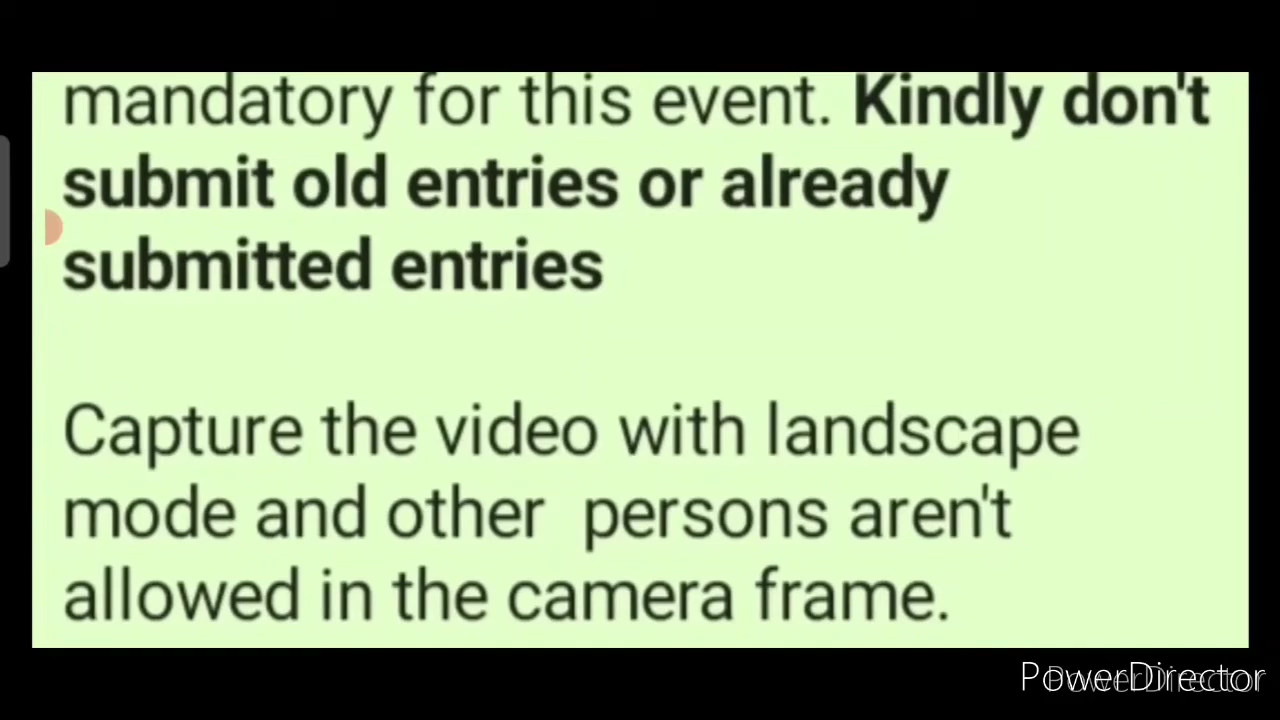 mandatory for this event. Kindly don't
submit old entries or already
submitted entries
Capture the video with landscape
mode and other  persons aren't
allowed in the camera frame.
PowerDirector
PowerDirector